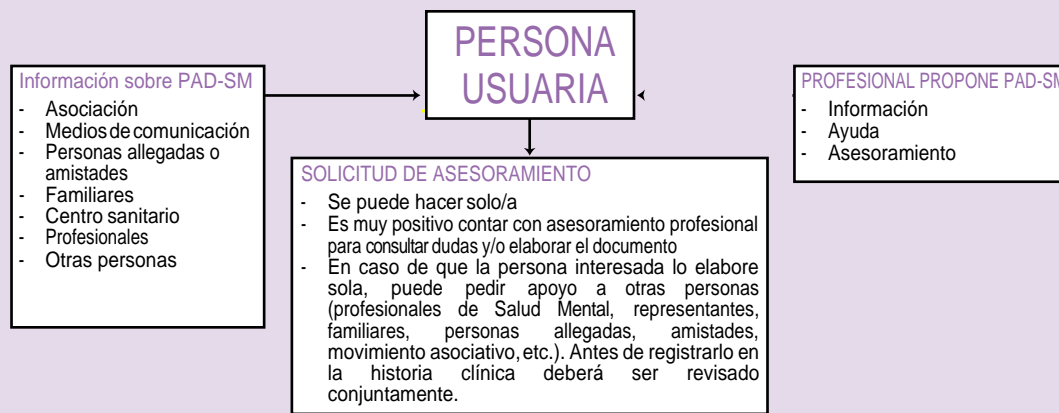 PERSONA
USUARIA
Información sobre PAD-SM
- Asociación
- Medios de comunicación
- Personas allegadas o
amistades
- Familiares
- Centro sanitario
- Profesionales
- Otras personas
PROFESIONAL PROPONE PAD-SM
- Información
- Ayuda
- Asesoramiento
SOLICITUD DE ASESORAMIENTO
- Se puede hacer solo/a
- Es muy positivo contar con asesoramiento profesional
para consultar dudas y/o elaborar el documento
- En caso de que la persona interesada lo elabore
sola, puede pedir apoyo a otras personas
(profesionales de Salud Mental, representantes,
familiares, personas allegadas, amistades,
movimiento asociativo, etc.). Antes de registrarlo en
la historia clínica deberá ser revisado
conjuntamente.